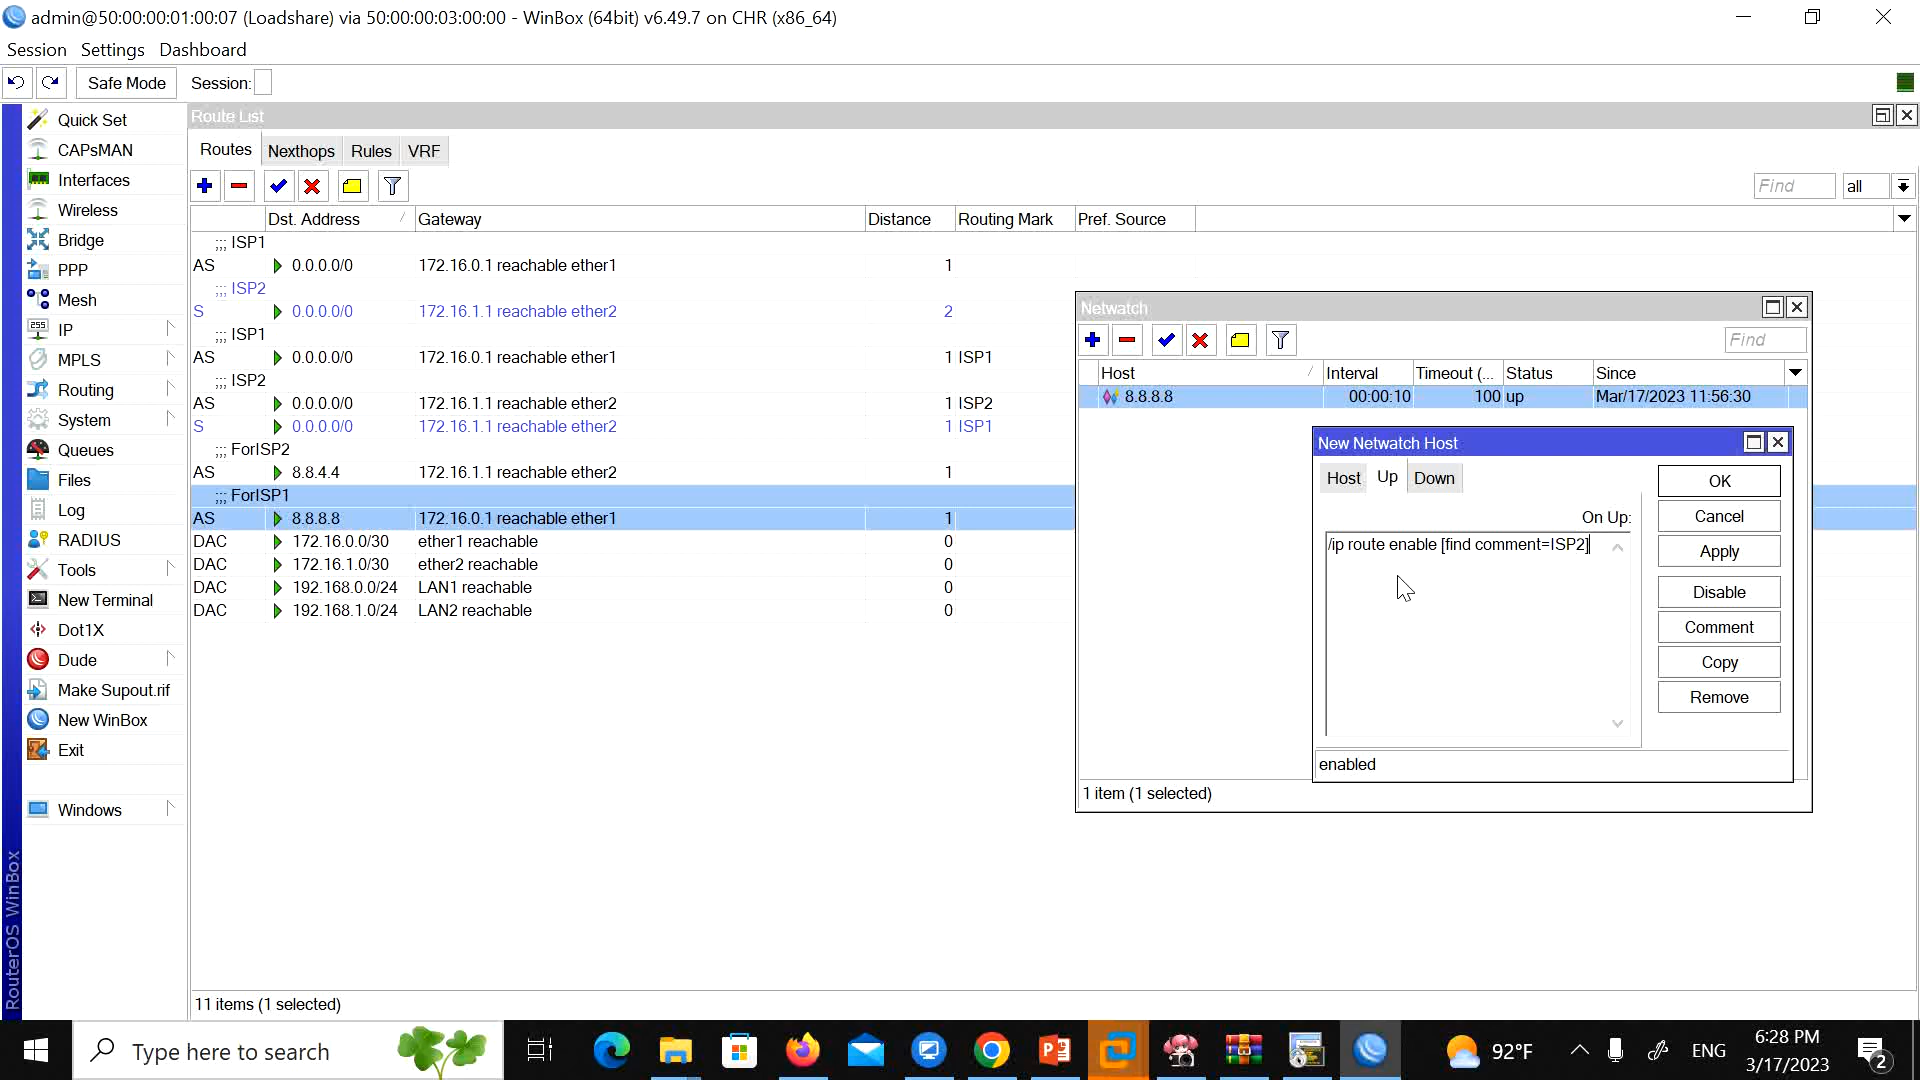 admin@50:00:00:01:00:07 (Loadshare) via 50:00:00:03:00:00 - WinBox (64bit) v6.49.7 on CHR (x86_64)
Session Settings Dashboard
Safe Mode Session:
Quick Set
CAPsMAN
Interfaces
Wireless
Bridge
PPP
Mesh
IP
MPLS
Routing
System
Queues
Files
Log
RADIUS
Tools
New Terminal
Dot1X
Dude
Make Supout.rif
New WinBox
Exit
Windows
RouterOS WinBox
Route List
Routes Nexthops Rules VRF
Find all
Dst. Address Gateway Distance Routing Mark Pref. Source
;;; ISP1
AS 0.0.0.0/0 172.16.0.1 reachable ether1 1
;;; ISP2
S 0.0.0.0/0 172.16.1.1 reachable ether2 2
;;; ISP1
AS 0.0.0.0/0 172.16.0.1 reachable ether1 1 ISP1
;;; ISP2
AS 0.0.0.0/0 172.16.1.1 reachable ether2 1 ISP2
S 0.0.0.0/0 172.16.1.1 reachable ether2 1 ISP1
;;; ForISP2
AS 8.8.4.4 172.16.1.1 reachable ether2 1
;;; ForISP1
AS 8.8.8.8 172.16.0.1 reachable ether1 1
DAC 172.16.0.0/30 ether1 reachable 0
DAC 172.16.1.0/30 ether2 reachable 0
DAC 192.168.0.0/24 LAN1 reachable 0
DAC 192.168.1.0/24 LAN2 reachable 0
11 items (1 selected)
Netwatch
Find
Host Interval Timeout (... Status Since
8.8.8.8 00:00:10 100 up Mar/17/2023 11:56:30
1 item (1 selected)
New Netwatch Host
Host Up Down
On Up:
/ip route enable [find comment=ISP2]
OK
Cancel
Apply
Disable
Comment
Copy
Remove
enabled
Type here to search
92°F
ENG
6:28 PM
3/17/2023
2